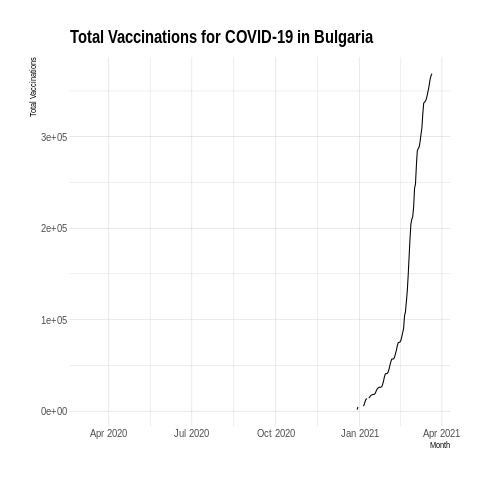 Total Vaccinations for COVID-19 in Bulgaria
Total Vaccinations
3e+05
2e+05
1e+05
0e+00
Apr 2020 Jul 2020 Oct 2020 Jan 2021 Apr 2021
Month